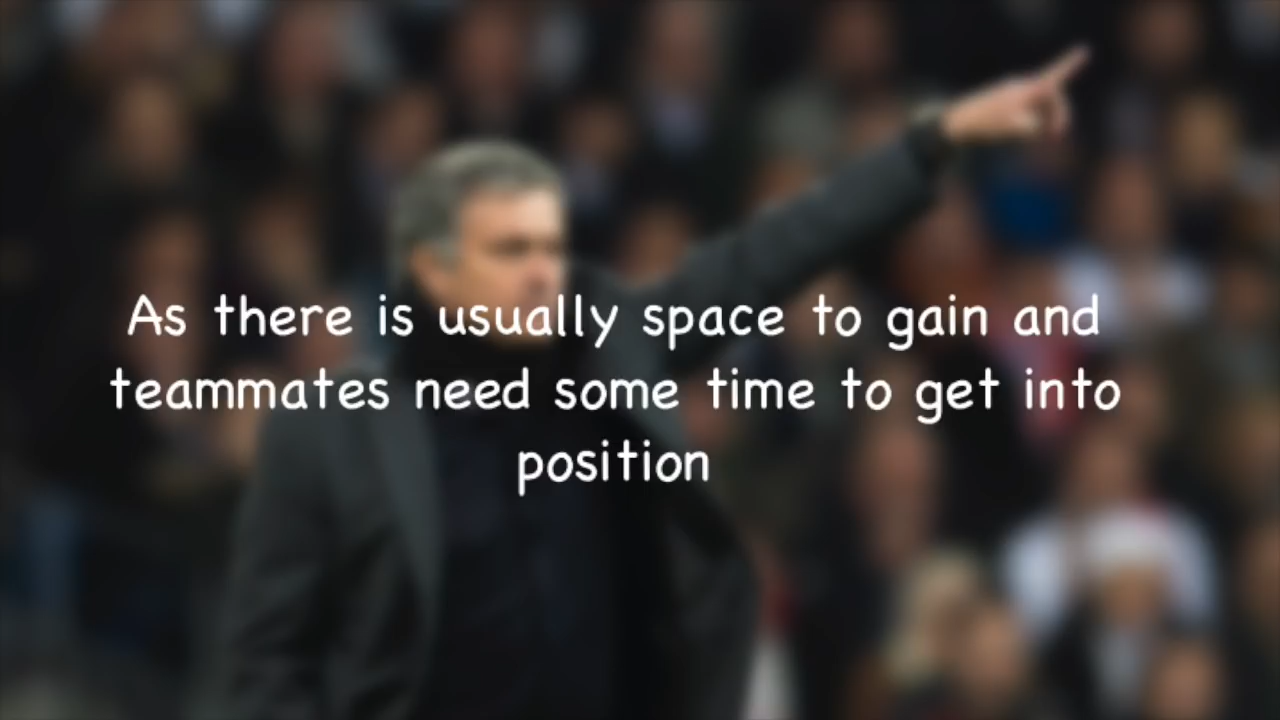 As there is usually space to gain and
teammates need some time to get into
position